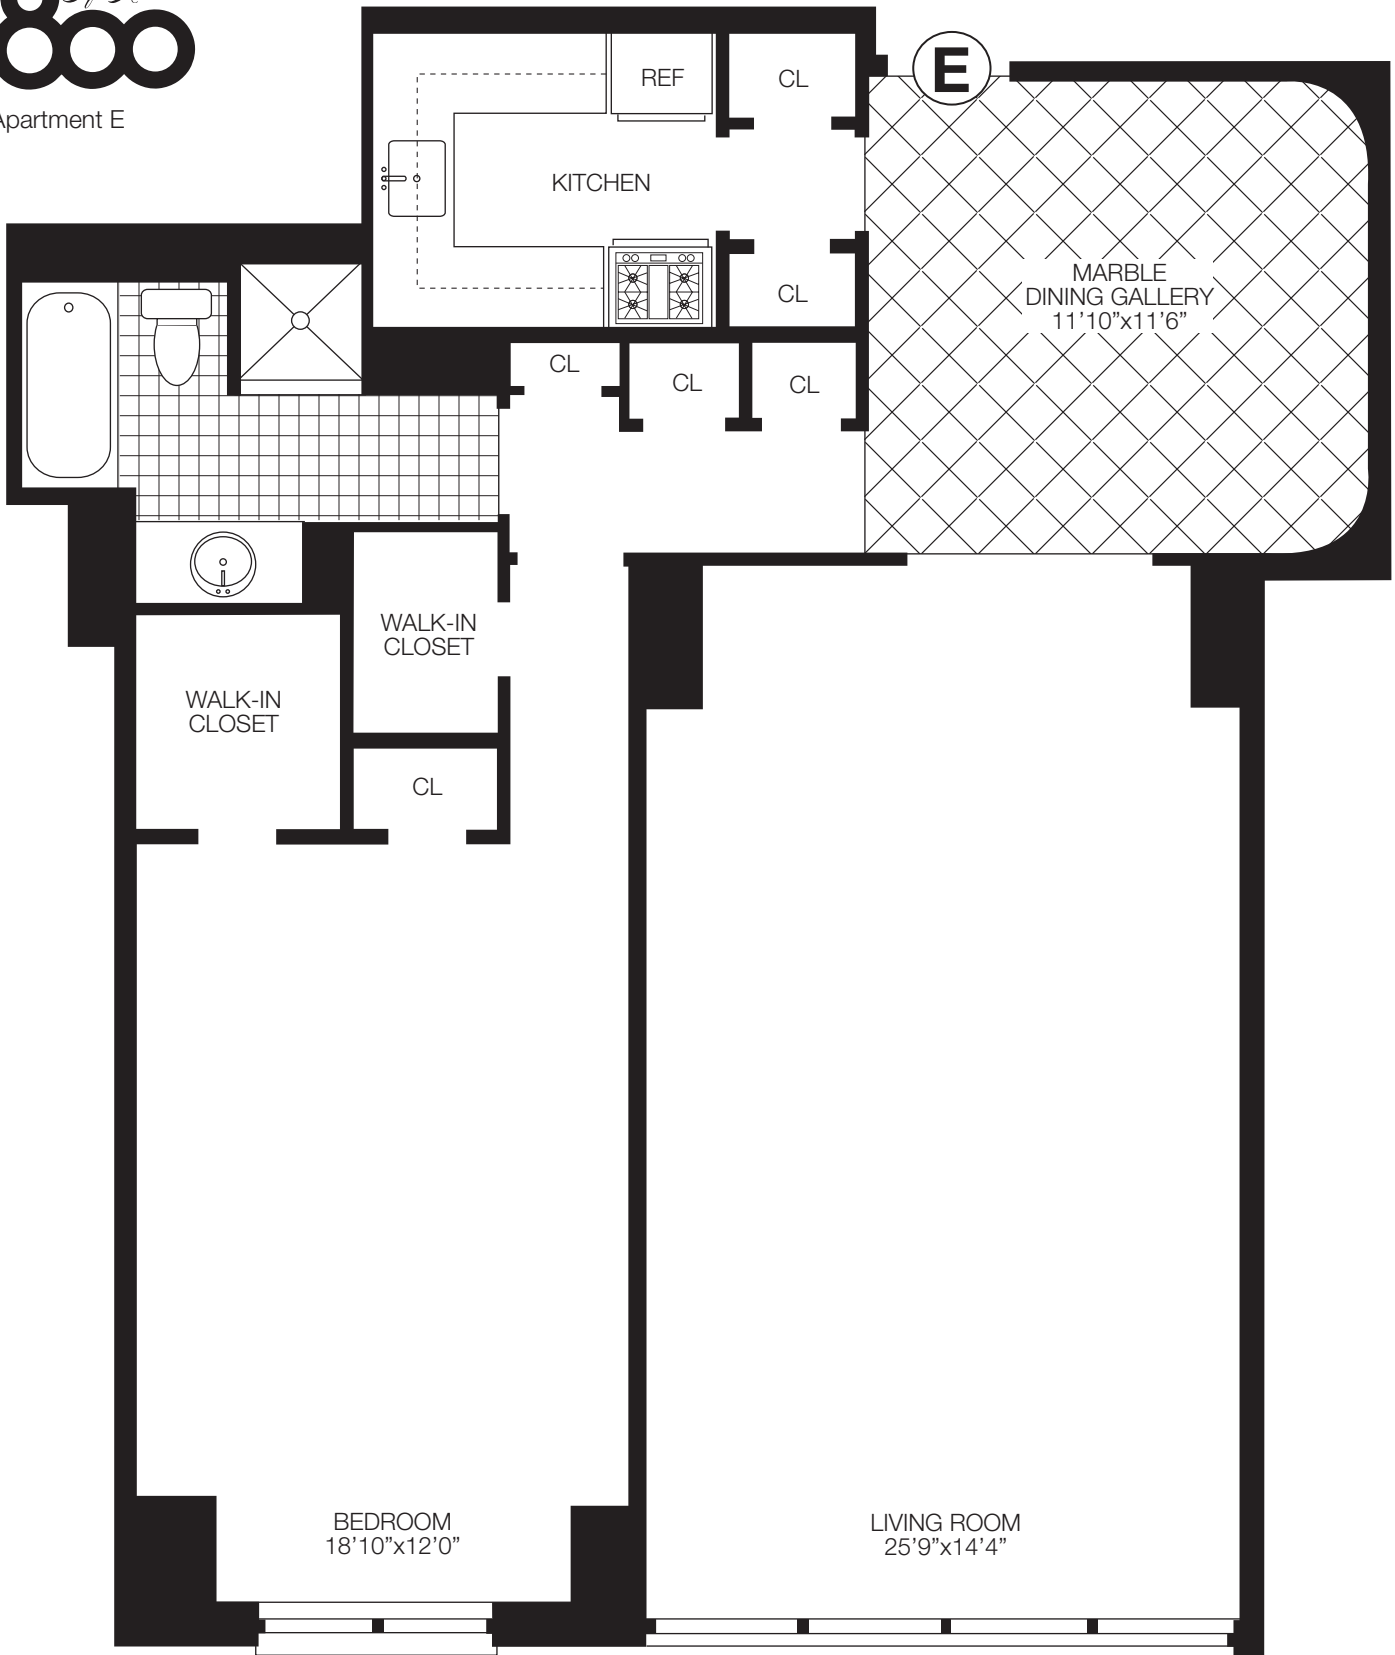 800
Apartment E
E
REF
CL
KITCHEN
CL
MARBLE
DINING GALLERY
11’10”x11’6”
CL
CL
CL
WALK-IN
CLOSET
WALK-IN
CLOSET
CL
BEDROOM
18’10”x12’0”
LIVING ROOM
25’9”x14’4”